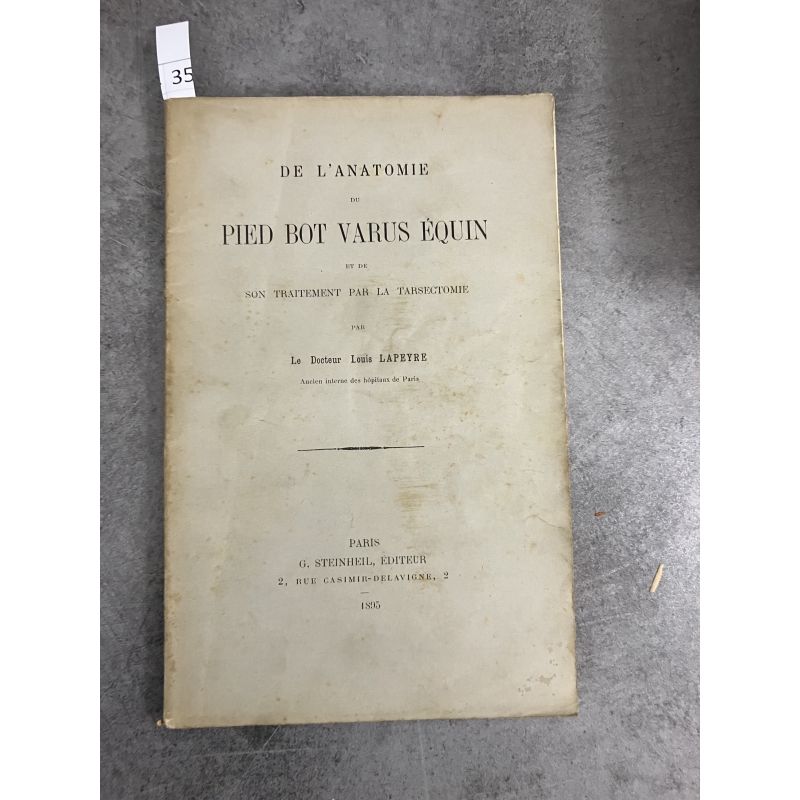 35
DE L'ANATOMIE
DU
PIED BOT VARUS ÉQUIN
ET DE
SON TRAITEMENT PAR LA TARSECTOMIE
PAR
Le Docteur Louis LAPEYRE
Ancien interne des hôpitaux de Paris
PARIS
G. STEINHEIL, ÉDITEUR
2, RUE CASIMIR-DELAVIGNE, 2
1895